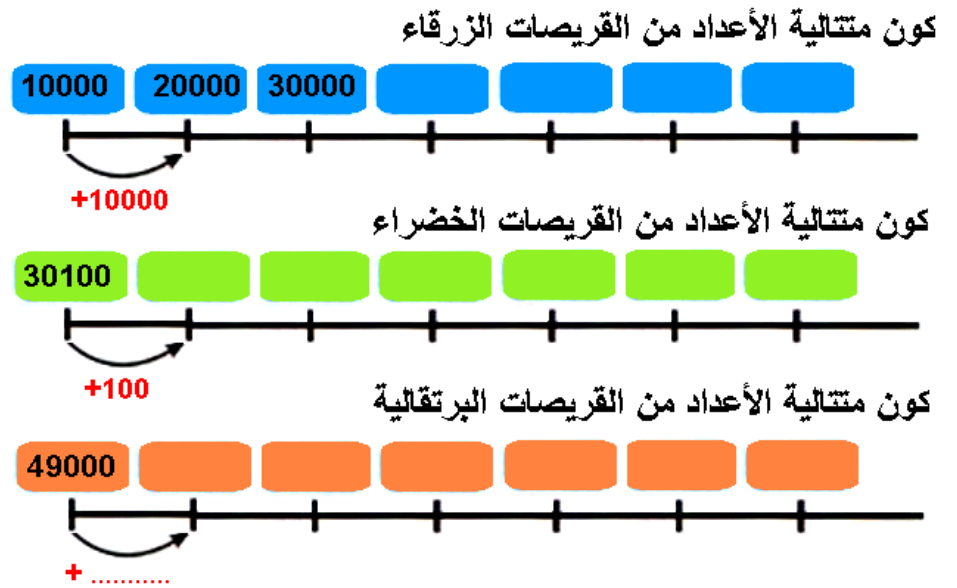 كون متتالية الأعداد من القريصات الزرقاء
10000 20000 30000
+10000
كون متتالية الأعداد من القريصات الخضراء
30100
+100
كون متتالية الأعداد من القريصات البرتقالية
49000
+ ...........